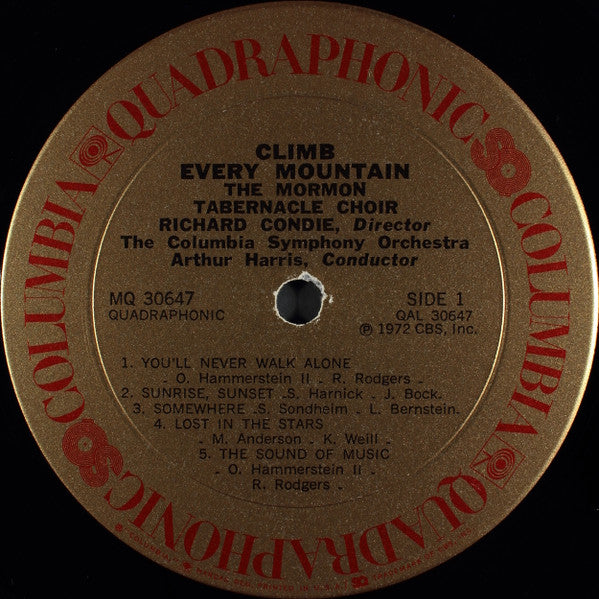 COLUMBIA QUADRAPHONIC SQ COLUMBIA QUADRAPHONIC SQ
CLIMB
EVERY MOUNTAIN
THE MORMON
TABERNACLE CHOIR
RICHARD CONDIE, Director
The Columbia Symphony Orchestra
Arthur Harris, Conductor
MQ 30647
QUADRAPHONIC
SIDE 1
QAL 30647
℗ 1972 CBS, Inc.
1. YOU'LL NEVER WALK ALONE
. O. Hammerstein II . R. Rodgers .
2. SUNRISE, SUNSET .S. Harnick . J. Bock.
3. SOMEWHERE .S. Sondheim . L. Bernstein.
4. LOST IN THE STARS
. M. Anderson . K. Weill .
5. THE SOUND OF MUSIC
. O. Hammerstein II .
R. Rodgers .